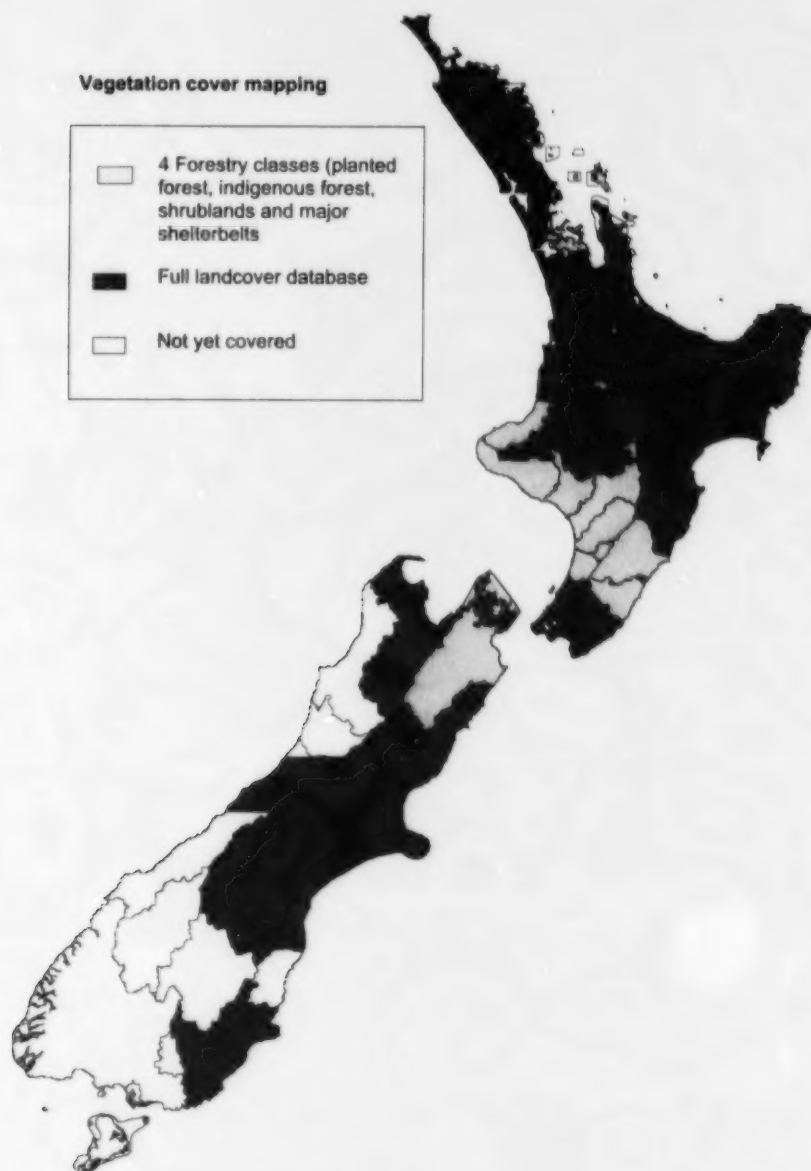 Vegetation cover mapping
4 Forestry classes (planted
forest, indigenous forest,
shrublands and major
shelterbelts
Full landcover database
Not yet covered